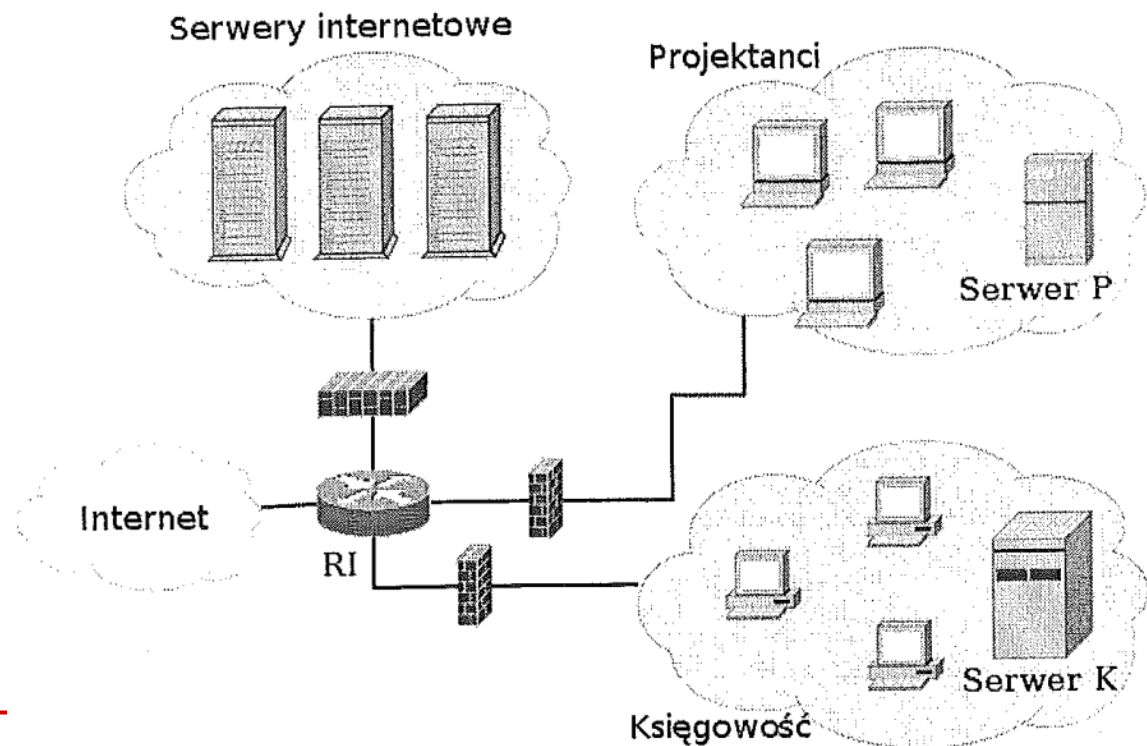 Serwery internetowe
Projektanci
Serwer P
Internet
RI
Serwer K
Księgowość